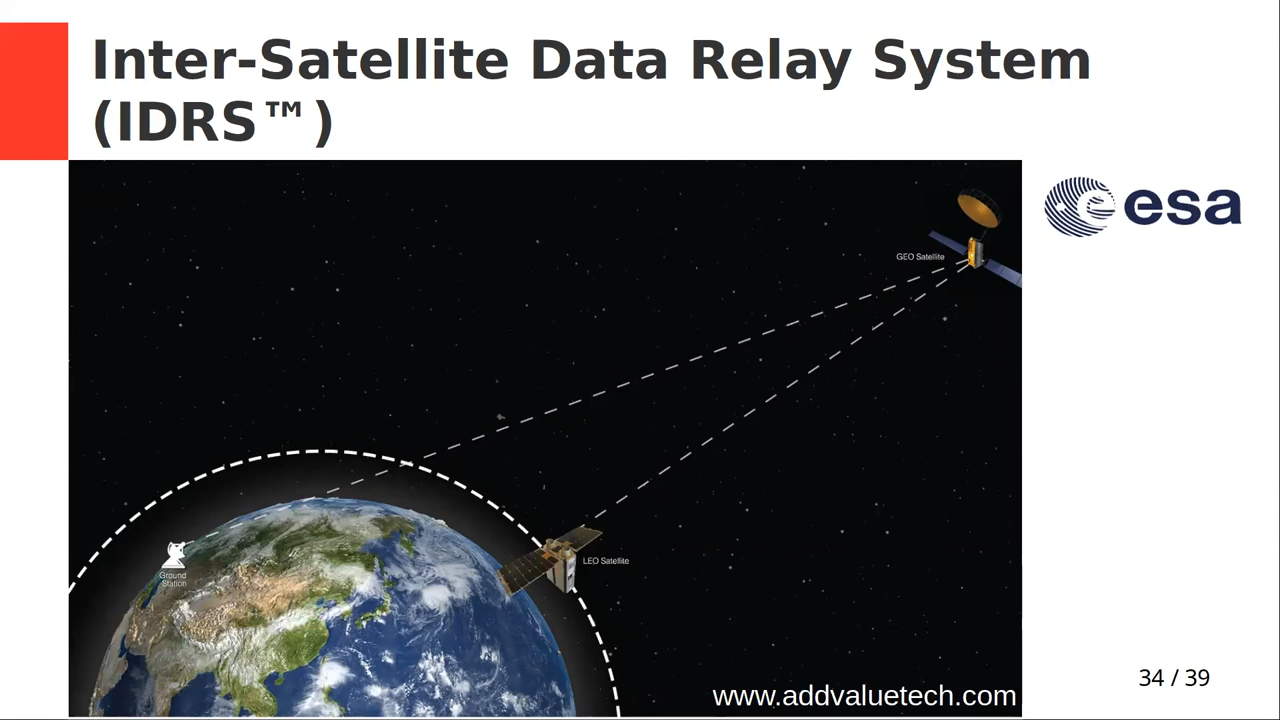 Inter-Satellite Data Relay System
(IDRS™)
esa
GEO Satellite
LEO Satellite
Ground
Station
www.addvaluetech.com
34 / 39